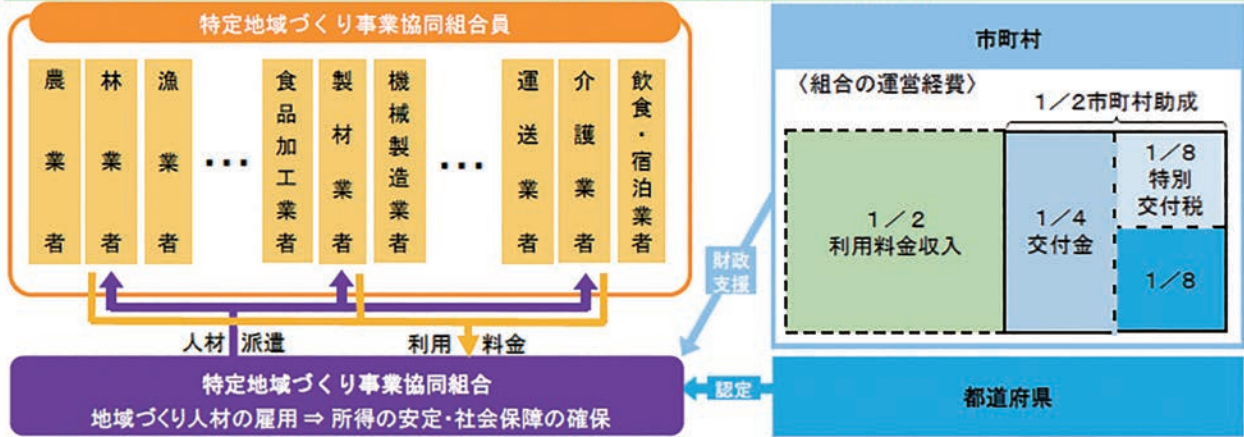 特定地域づくり事業協同組合員
農業者
林業者
漁業者
・・・
食品加工業者
製材業者
機械製造業者
・・・
運送業者
介護業者
飲食・宿泊業者
人材派遣
利用料金
特定地域づくり事業協同組合
地域づくり人材の雇用 ⇒ 所得の安定・社会保障の確保
財政
支援
認定
市町村
〈組合の運営経費〉
1／2市町村助成
1／2
利用料金収入
1／4
交付金
1／8
特別
交付税
1／8
都道府県